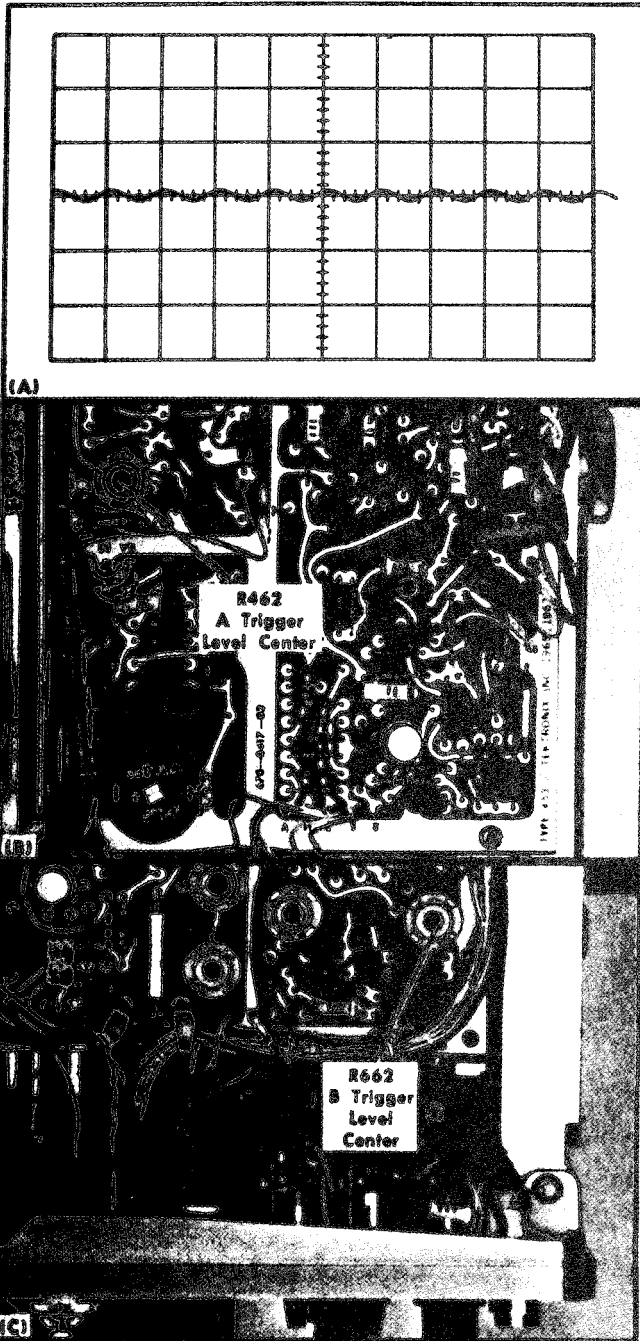 (A)
R462
A Trigger
Level Center
(B)
R662
B Trigger
Level
Center
(C)